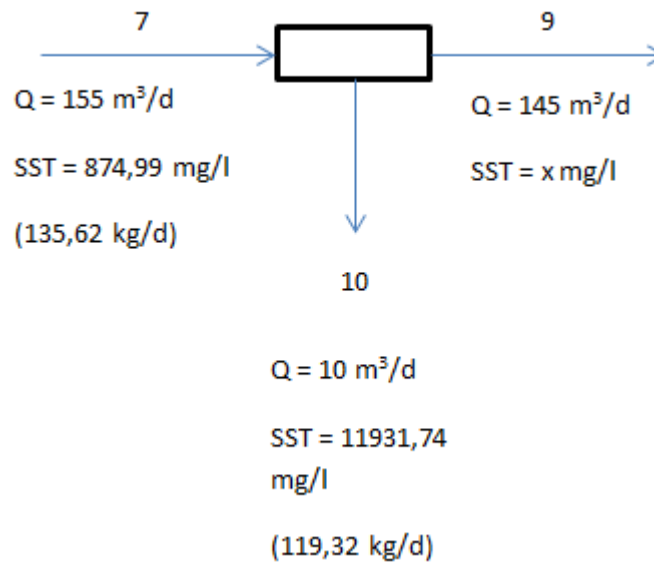 7
9
Q = 155 m³/d
SST = 874,99 mg/l
(135,62 kg/d)
Q = 145 m³/d
SST = x mg/l
10
Q = 10 m³/d
SST = 11931,74
mg/l
(119,32 kg/d)